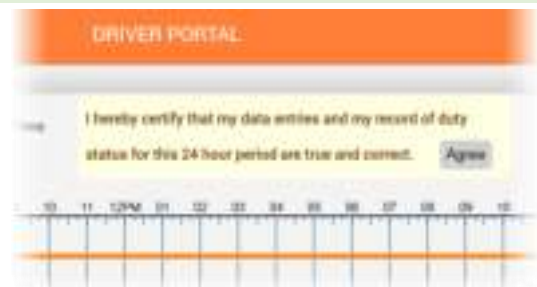 DRIVER PORTAL
I hereby certify that my data entries and my record of duty
status for this 24 hour period are true and correct. Agree
10 11 12PM 01 02 03 04 05 06 07 08 09 10